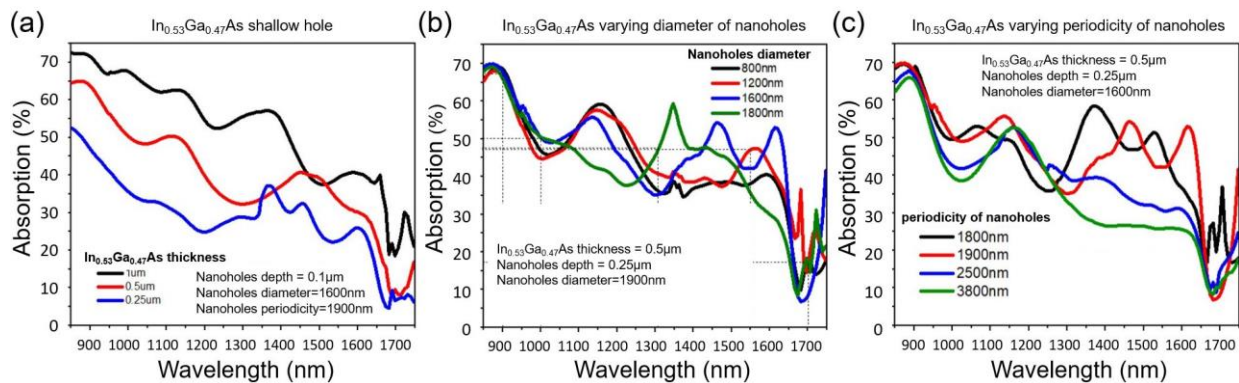 (a)
In0.53Ga0.47As shallow hole
Absorption (%)
70
60
50
40
30
20
10
0
In0.53Ga0.47As thickness
1um
0.5um
0.25um
Nanoholes depth = 0.1μm
Nanoholes diameter=1600nm
Nanoholes periodicity=1900nm
900 1000 1100 1200 1300 1400 1500 1600 1700
Wavelength (nm)
(b)
In0.53Ga0.47As varying diameter of nanoholes
Absorption (%)
70
60
50
40
30
20
10
0
Nanoholes diameter
800nm
1200nm
1600nm
1800nm
In0.53Ga0.47As thickness = 0.5μm
Nanoholes depth = 0.25μm
Nanoholes diameter=1900nm
900 1000 1100 1200 1300 1400 1500 1600 1700
Wavelength (nm)
(c)
In0.53Ga0.47As varying periodicity of nanoholes
Absorption (%)
70
60
50
40
30
20
10
0
In0.53Ga0.47As thickness = 0.5μm
Nanoholes depth = 0.25μm
Nanoholes diameter=1600nm
periodicity of nanoholes
1800nm
1900nm
2500nm
3800nm
900 1000 1100 1200 1300 1400 1500 1600 1700
Wavelength (nm)